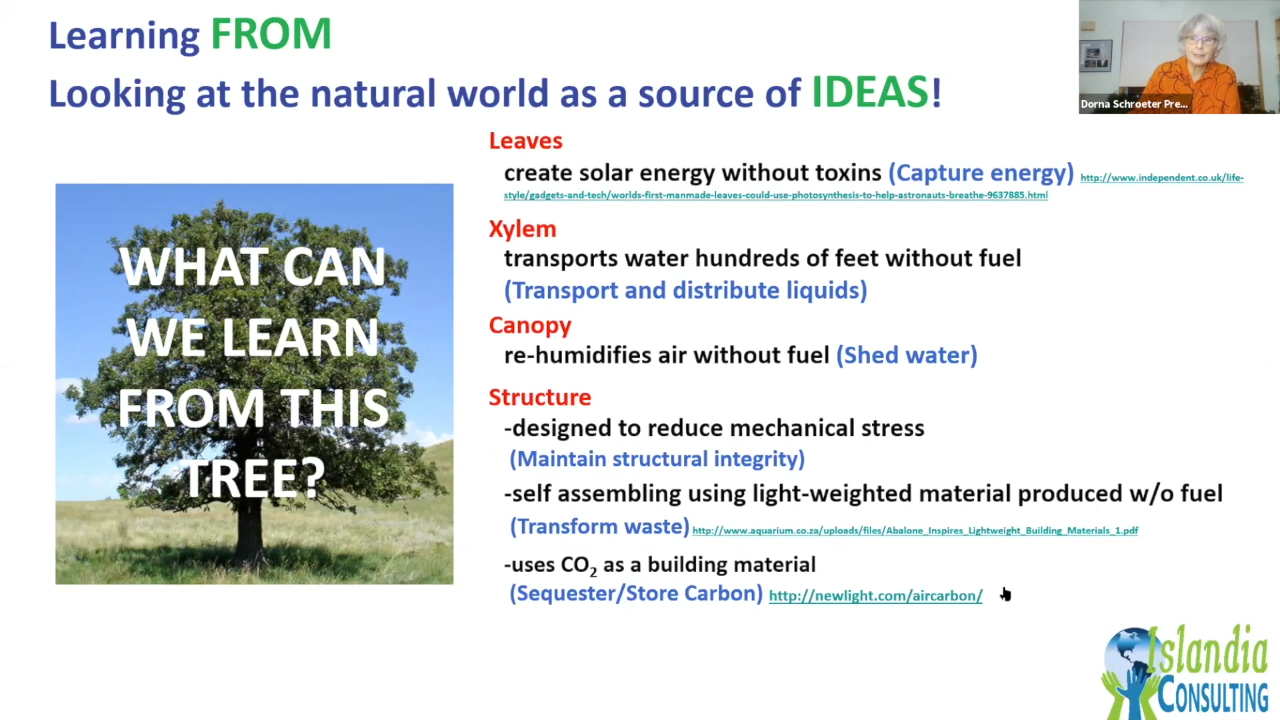 Learning FROM
Looking at the natural world as a source of IDEAS!
Dorna Schroeter Pre...
WHAT CAN
WE LEARN
FROM THIS
TREE?
Leaves
create solar energy without toxins (Capture energy) http://www.independent.co.uk/life-
style/gadgets-and-tech/worlds-first-manmade-leaves-could-use-photosynthesis-to-help-astronauts-breathe-9637885.html
Xylem
transports water hundreds of feet without fuel
(Transport and distribute liquids)
Canopy
re-humidifies air without fuel (Shed water)
Structure
-designed to reduce mechanical stress
(Maintain structural integrity)
-self assembling using light-weighted material produced w/o fuel
(Transform waste) http://www.aquarium.co.za/uploads/files/Abalone_Inspires_Lightweight_Building_Materials_1.pdf
-uses CO₂ as a building material
(Sequester/Store Carbon) http://newlight.com/aircarbon/
Islandia
CONSULTING